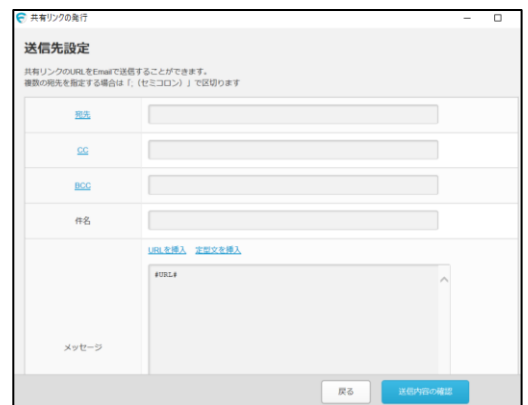 共有リンクの発行
送信先設定
共有リンクのURLをEmailで送信することができます。
複数の宛先を指定する場合は「;（セミコロン）」で区切ります
宛先
CC
BCC
件名
URLを挿入 定型文を挿入
#URL#
メッセージ
戻る 送信内容の確認